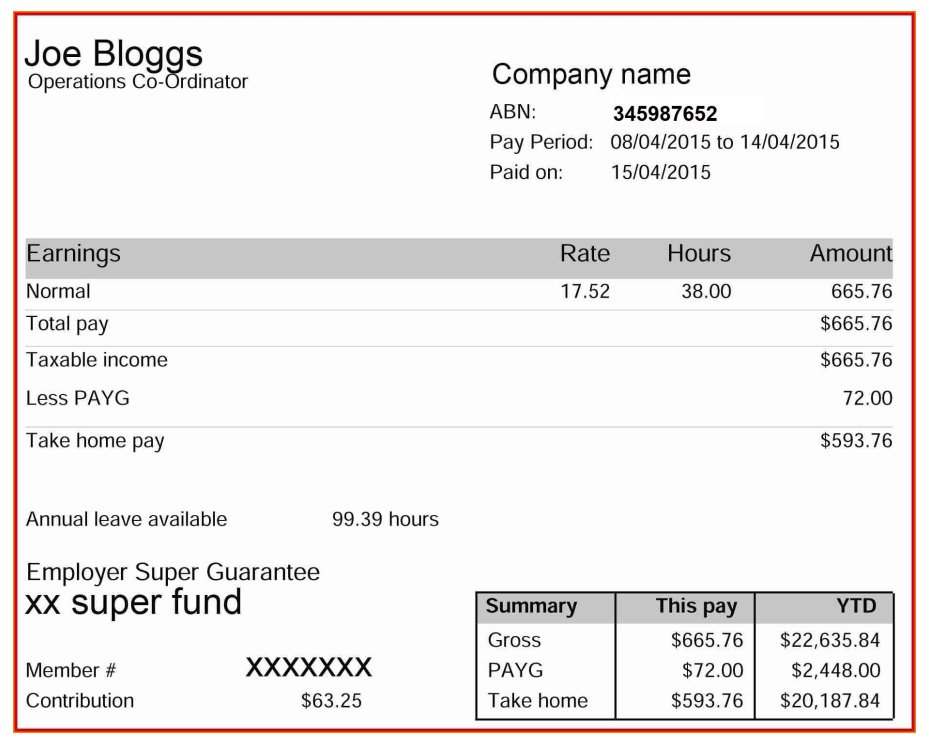 Joe Bloggs
Operations Co-Ordinator
Company name
ABN: 345987652
Pay Period: 08/04/2015 to 14/04/2015
Paid on: 15/04/2015
Earnings Rate Hours Amount
Normal 17.52 38.00 665.76
Total pay $665.76
Taxable income $665.76
Less PAYG 72.00
Take home pay $593.76
Annual leave available 99.39 hours
Employer Super Guarantee
xx super fund
Member # XXXXXXX
Contribution $63.25
Summary This pay YTD
Gross $665.76 $22,635.84
PAYG $72.00 $2,448.00
Take home $593.76 $20,187.84